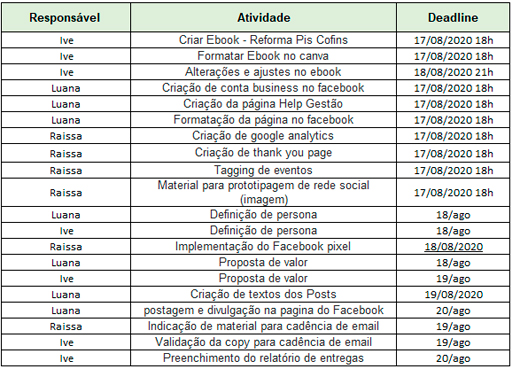 Responsável Atividade Deadline
Ive Criar Ebook - Reforma Pis Cofins 17/08/2020 18h
Ive Formatar Ebook no canva 17/08/2020 18h
Ive Alterações e ajustes no ebook 18/08/2020 21h
Luana Criação de conta business no facebook 17/08/2020 18h
Luana Criação da página Help Gestão 17/08/2020 18h
Luana Formatação da página no facebook 17/08/2020 18h
Raissa Criação de google analytics 17/08/2020 18h
Raissa Criação de thank you page 17/08/2020 18h
Raissa Tagging de eventos 17/08/2020 18h
Raissa Material para prototipagem de rede social (imagem) 17/08/2020 18h
Luana Definição de persona 18/ago
Ive Definição de persona 18/ago
Raissa Implementação do Facebook pixel 18/08/2020
Luana Proposta de valor 18/ago
Ive Proposta de valor 19/ago
Luana Criação de textos dos Posts 19/08/2020
Luana postagem e divulgação na pagina do Facebook 20/ago
Raissa Indicação de material para cadência de email 19/ago
Ive Validação da copy para cadência de email 19/ago
Ive Preenchimento do relatório de entregas 20/ago